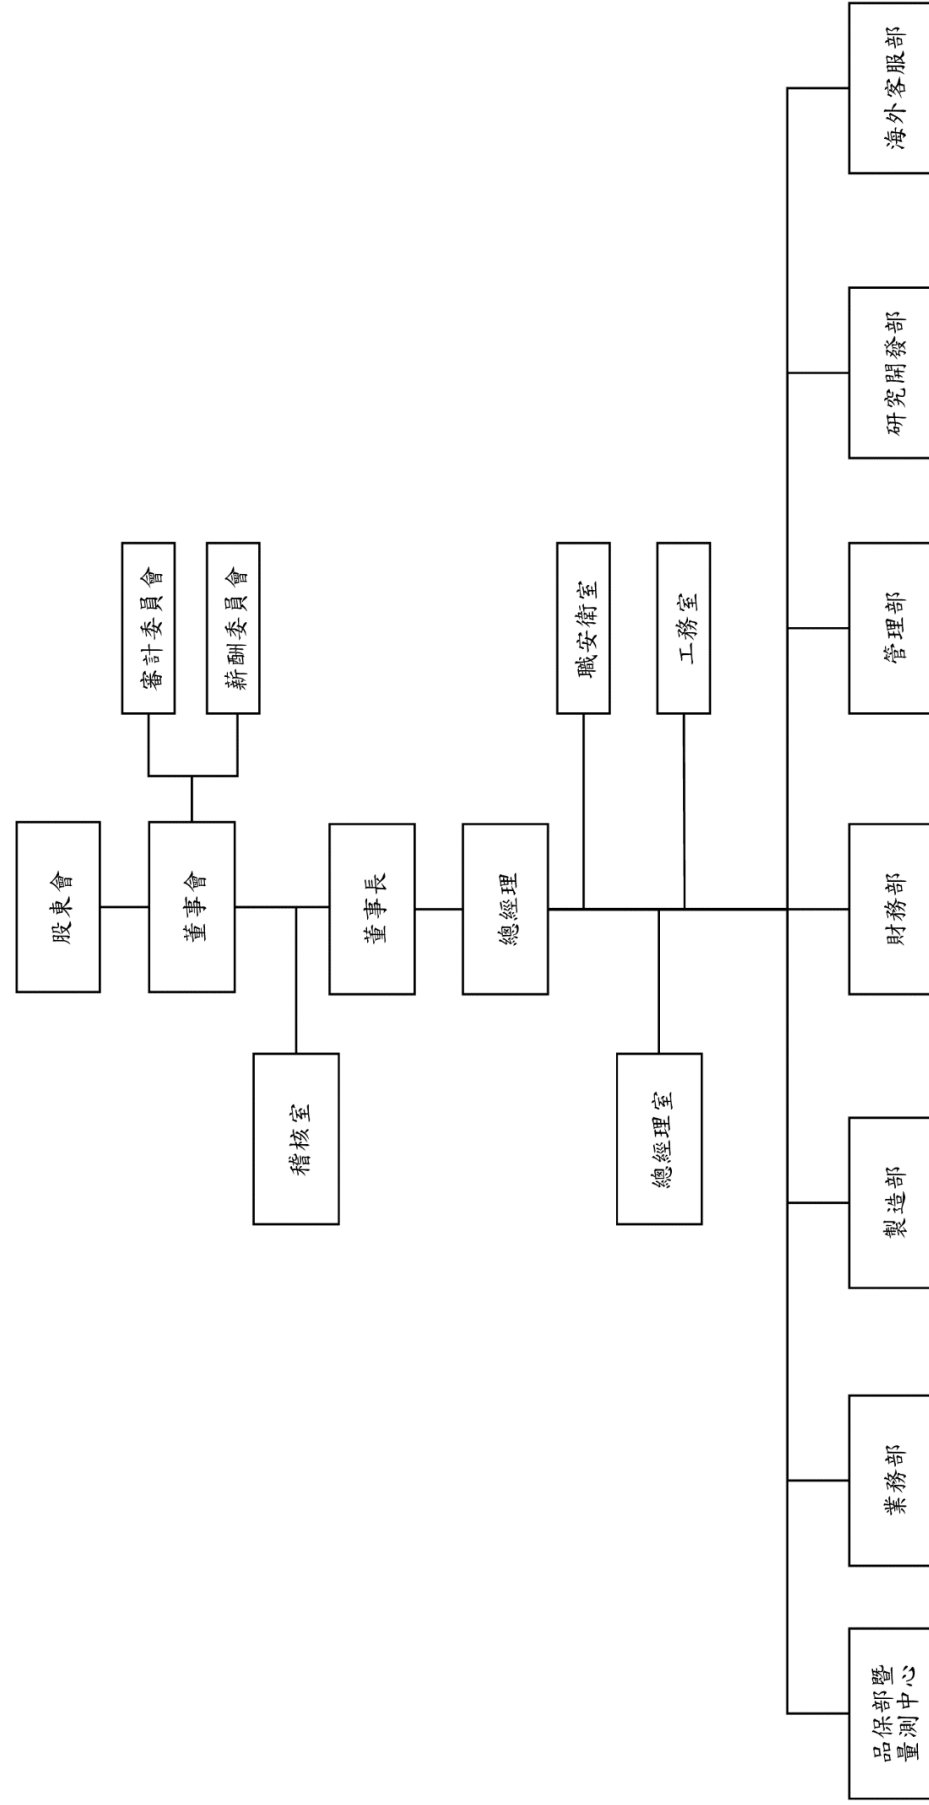 股東會
董事會
審計委員會
薪酬委員會
稽核室
董事長
總經理
職安衛室
總經理室
工務室
品保部暨
量測中心
業務部
製造部
財務部
管理部
研究開發部
海外客服部